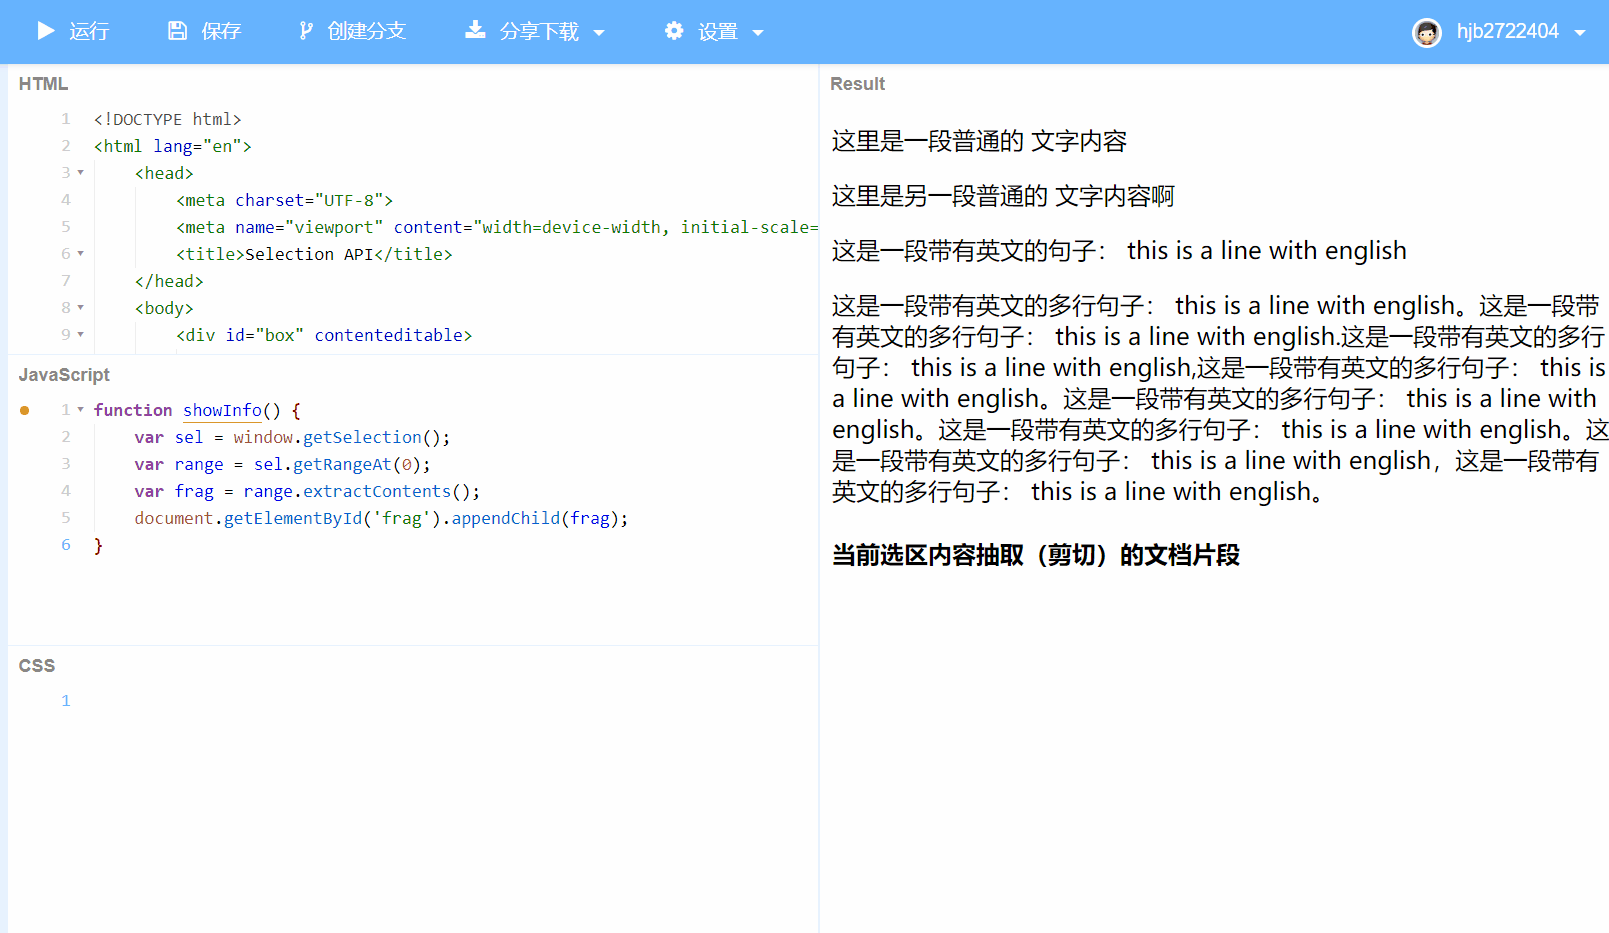 运行 保存 创建分支 分享下载 设置 hjb2722404
HTML
1 <!DOCTYPE html>
2 <html lang="en">
3 <head>
4 <meta charset="UTF-8">
5 <meta name="viewport" content="width=device-width, initial-scale=
6 <title>Selection API</title>
7 </head>
8 <body>
9 <div id="box" contenteditable>
JavaScript
1 function showInfo() {
2 var sel = window.getSelection();
3 var range = sel.getRangeAt(0);
4 var frag = range.extractContents();
5 document.getElementById('frag').appendChild(frag);
6 }
CSS
1
Result
这里是一段普通的 文字内容
这里是另一段普通的 文字内容啊
这是一段带有英文的句子： this is a line with english
这是一段带有英文的多行句子： this is a line with english。这是一段带
有英文的多行句子： this is a line with english.这是一段带有英文的多行
句子： this is a line with english,这是一段带有英文的多行句子： this is
a line with english。这是一段带有英文的多行句子： this is a line with
english。这是一段带有英文的多行句子： this is a line with english。这
是一段带有英文的多行句子： this is a line with english，这是一段带有
英文的多行句子： this is a line with english。
当前选区内容抽取（剪切）的文档片段